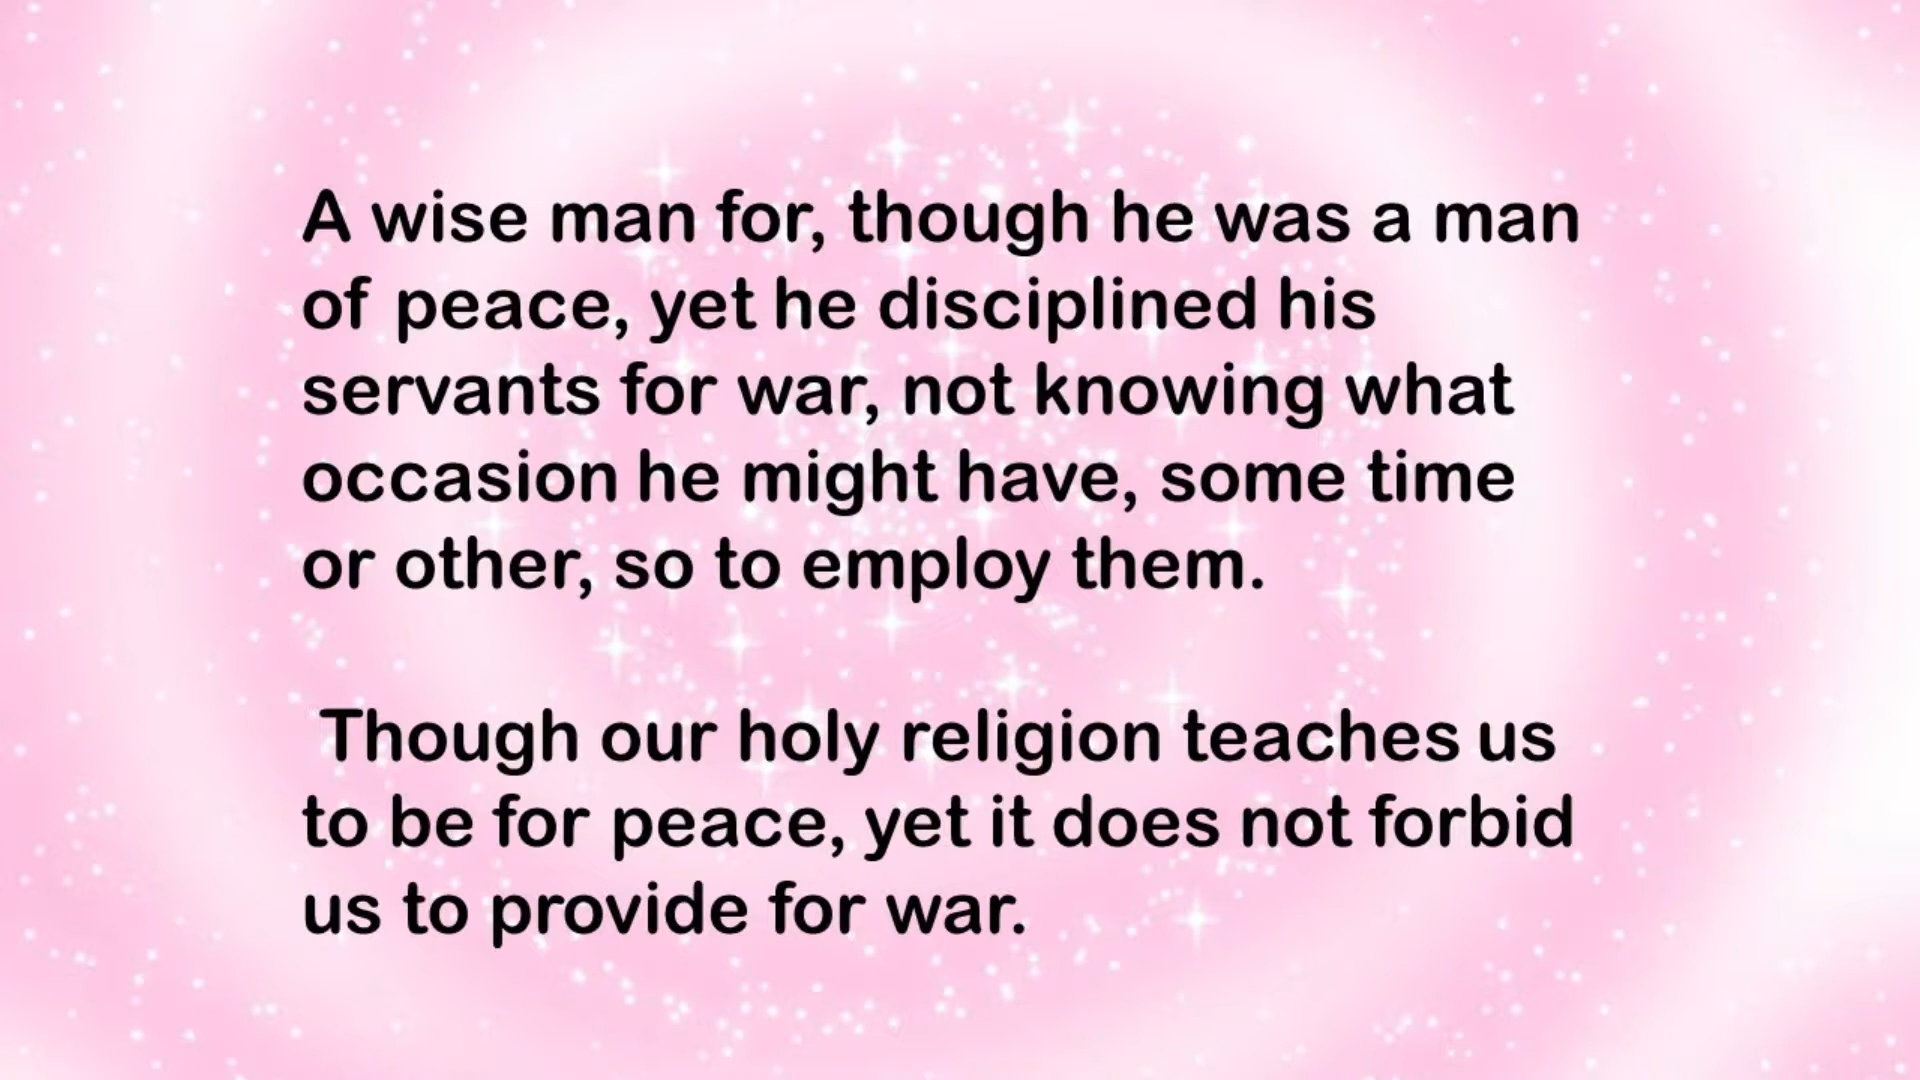 A wise man for, though he was a man
of peace, yet he disciplined his
servants for war, not knowing what
occasion he might have, some time
or other, so to employ them.
Though our holy religion teaches us
to be for peace, yet it does not forbid
us to provide for war.